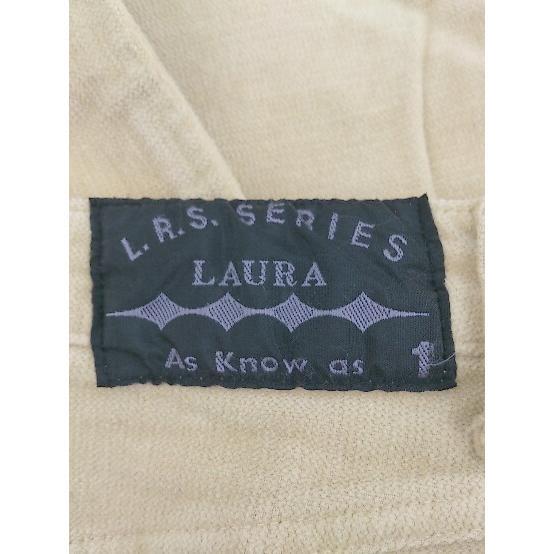 L.R.S. SERIES
LAURA
As Know as 1